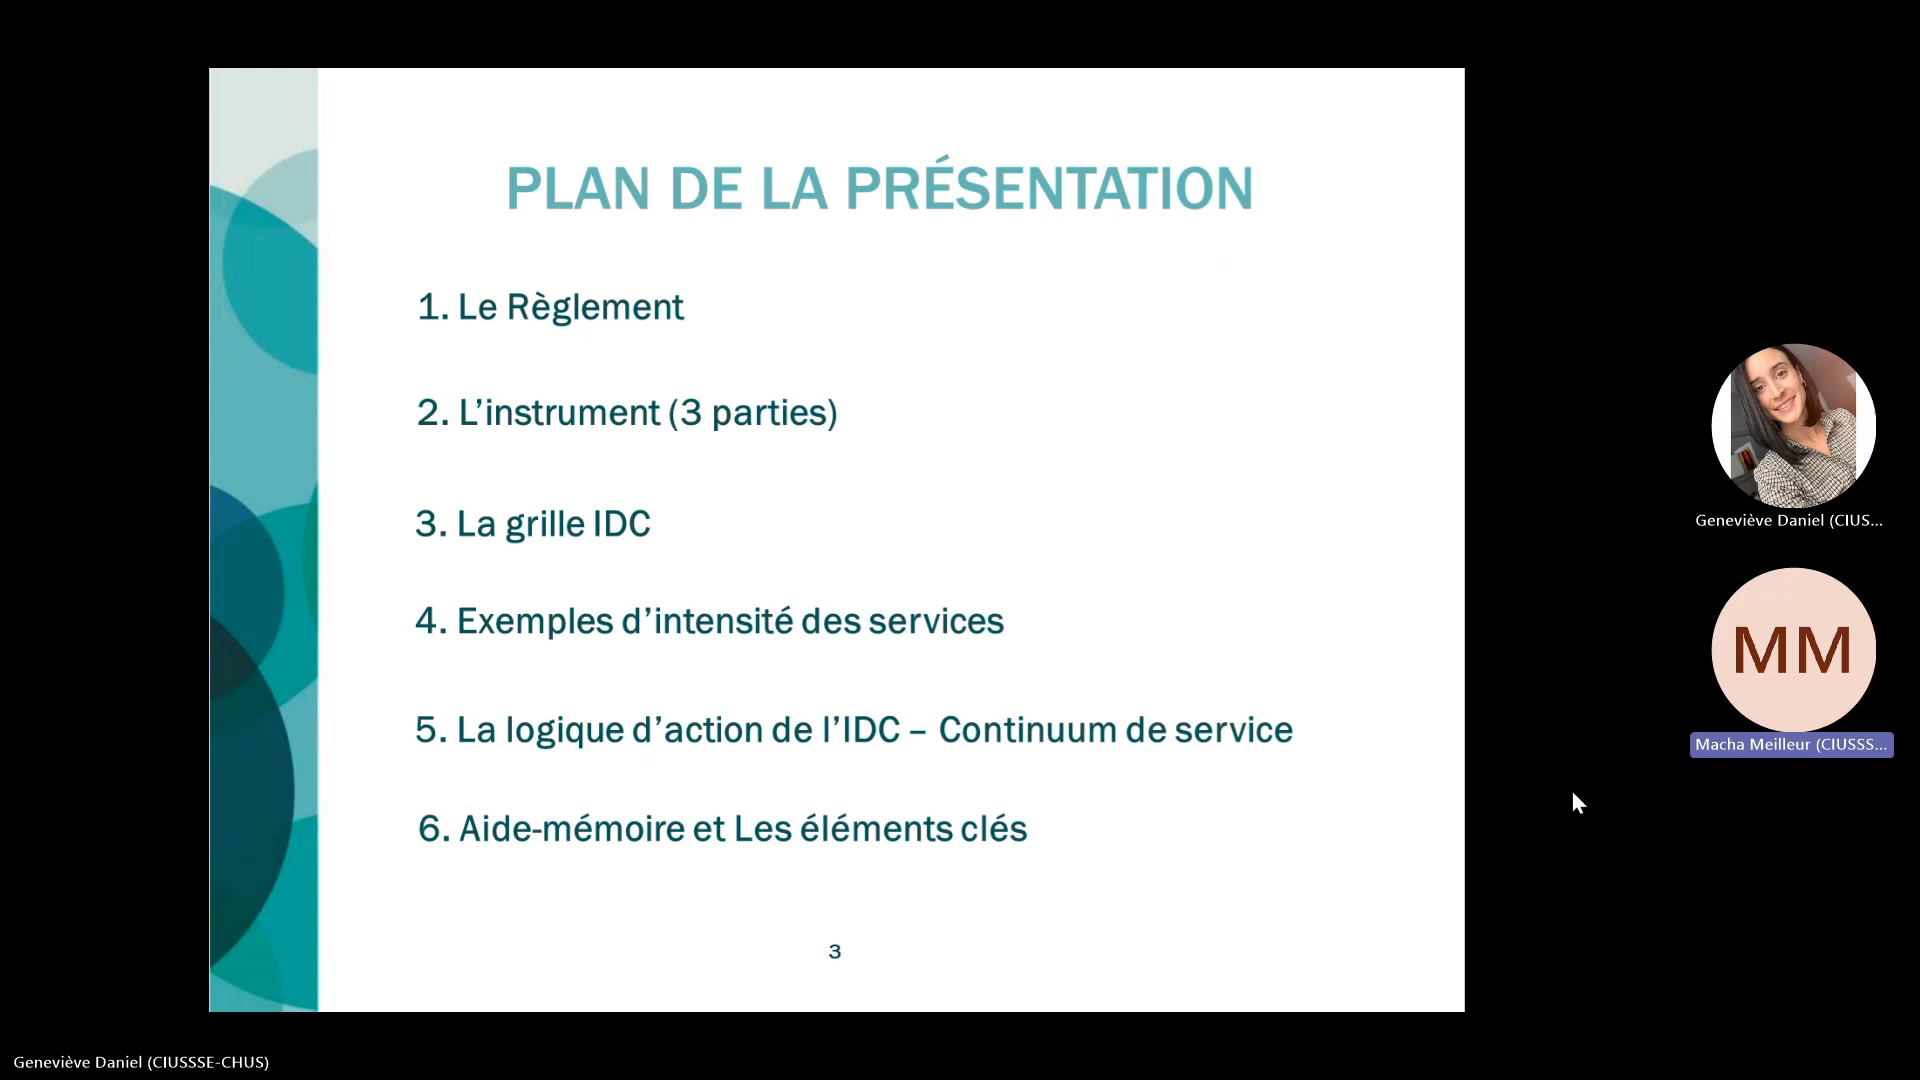 PLAN DE LA PRÉSENTATION
1. Le Règlement
2. L’instrument (3 parties)
3. La grille IDC
4. Exemples d’intensité des services
5. La logique d’action de l’IDC – Continuum de service
6. Aide-mémoire et Les éléments clés
3
Geneviève Daniel (CIUS...
MM
Macha Meilleur (CIUSSS...
Geneviève Daniel (CIUSSSE-CHUS)